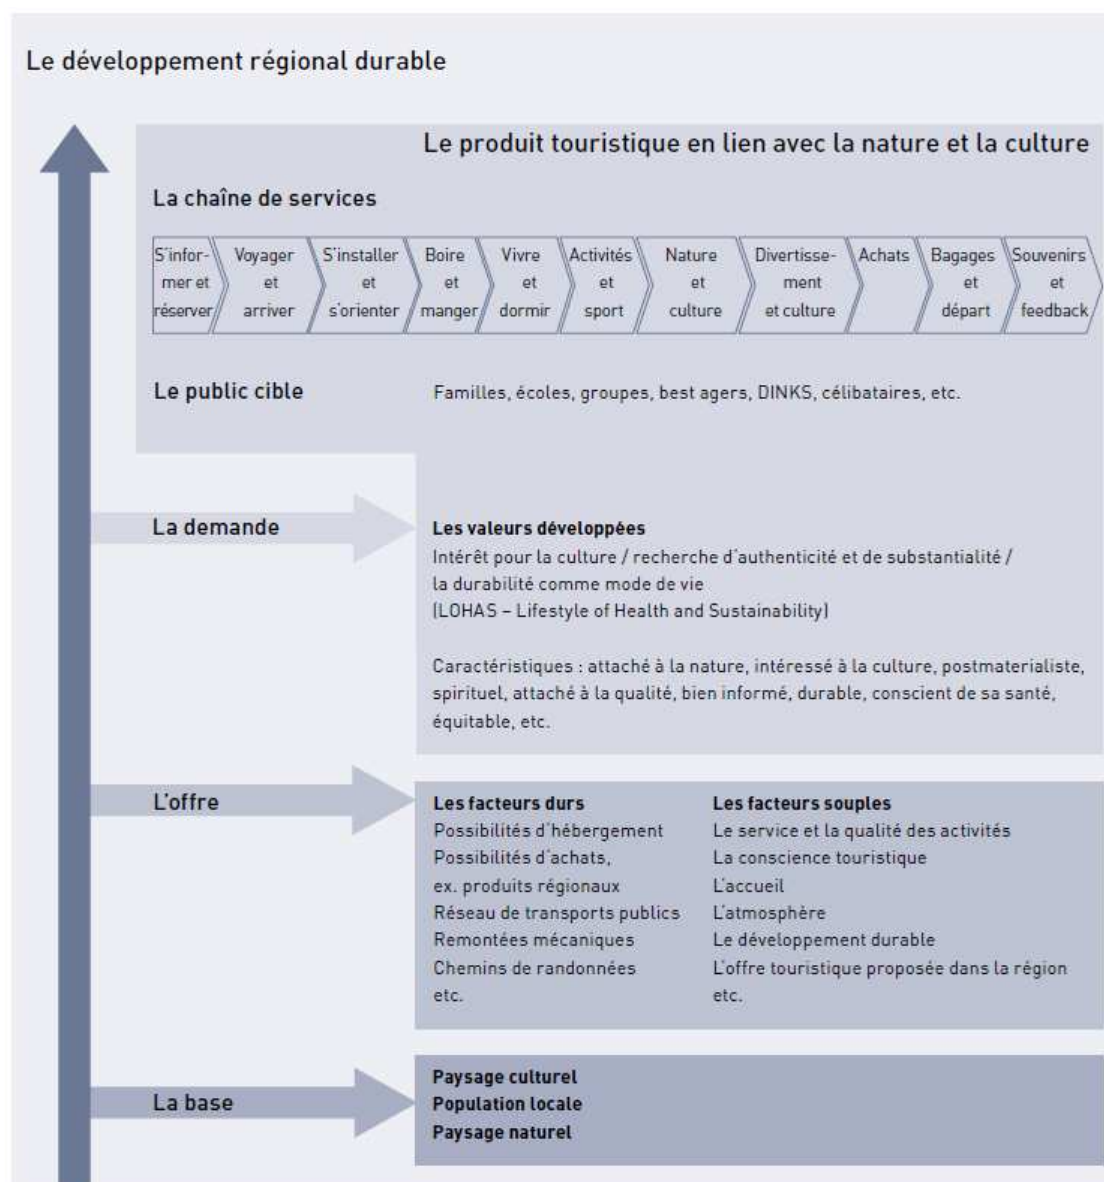 Le développement régional durable
Le produit touristique en lien avec la nature et la culture
La chaîne de services
S'infor-
mer et
réserver
Voyager
et
arriver
S'installer
et
s'orienter
Boire
et
manger
Vivre
et
dormir
Activités
et
sport
Nature
et
culture
Divertisse-
ment
et culture
Achats
Bagages
et
départ
Souvenirs
et
feedback
Le public cible
Familles, écoles, groupes, best agers, DINKS, célibataires, etc.
La demande
Les valeurs développées
Intérêt pour la culture / recherche d'authenticité et de substantialité /
la durabilité comme mode de vie
(LOHAS – Lifestyle of Health and Sustainability)
Caractéristiques : attaché à la nature, intéressé à la culture, postmaterialiste,
spirituel, attaché à la qualité, bien informé, durable, conscient de sa santé,
équitable, etc.
L'offre
Les facteurs durs
Possibilités d'hébergement
Possibilités d'achats,
ex. produits régionaux
Réseau de transports publics
Remontées mécaniques
Chemins de randonnées
etc.
Les facteurs souples
Le service et la qualité des activités
La conscience touristique
L'accueil
L'atmosphère
Le développement durable
L'offre touristique proposée dans la région
etc.
La base
Paysage culturel
Population locale
Paysage naturel